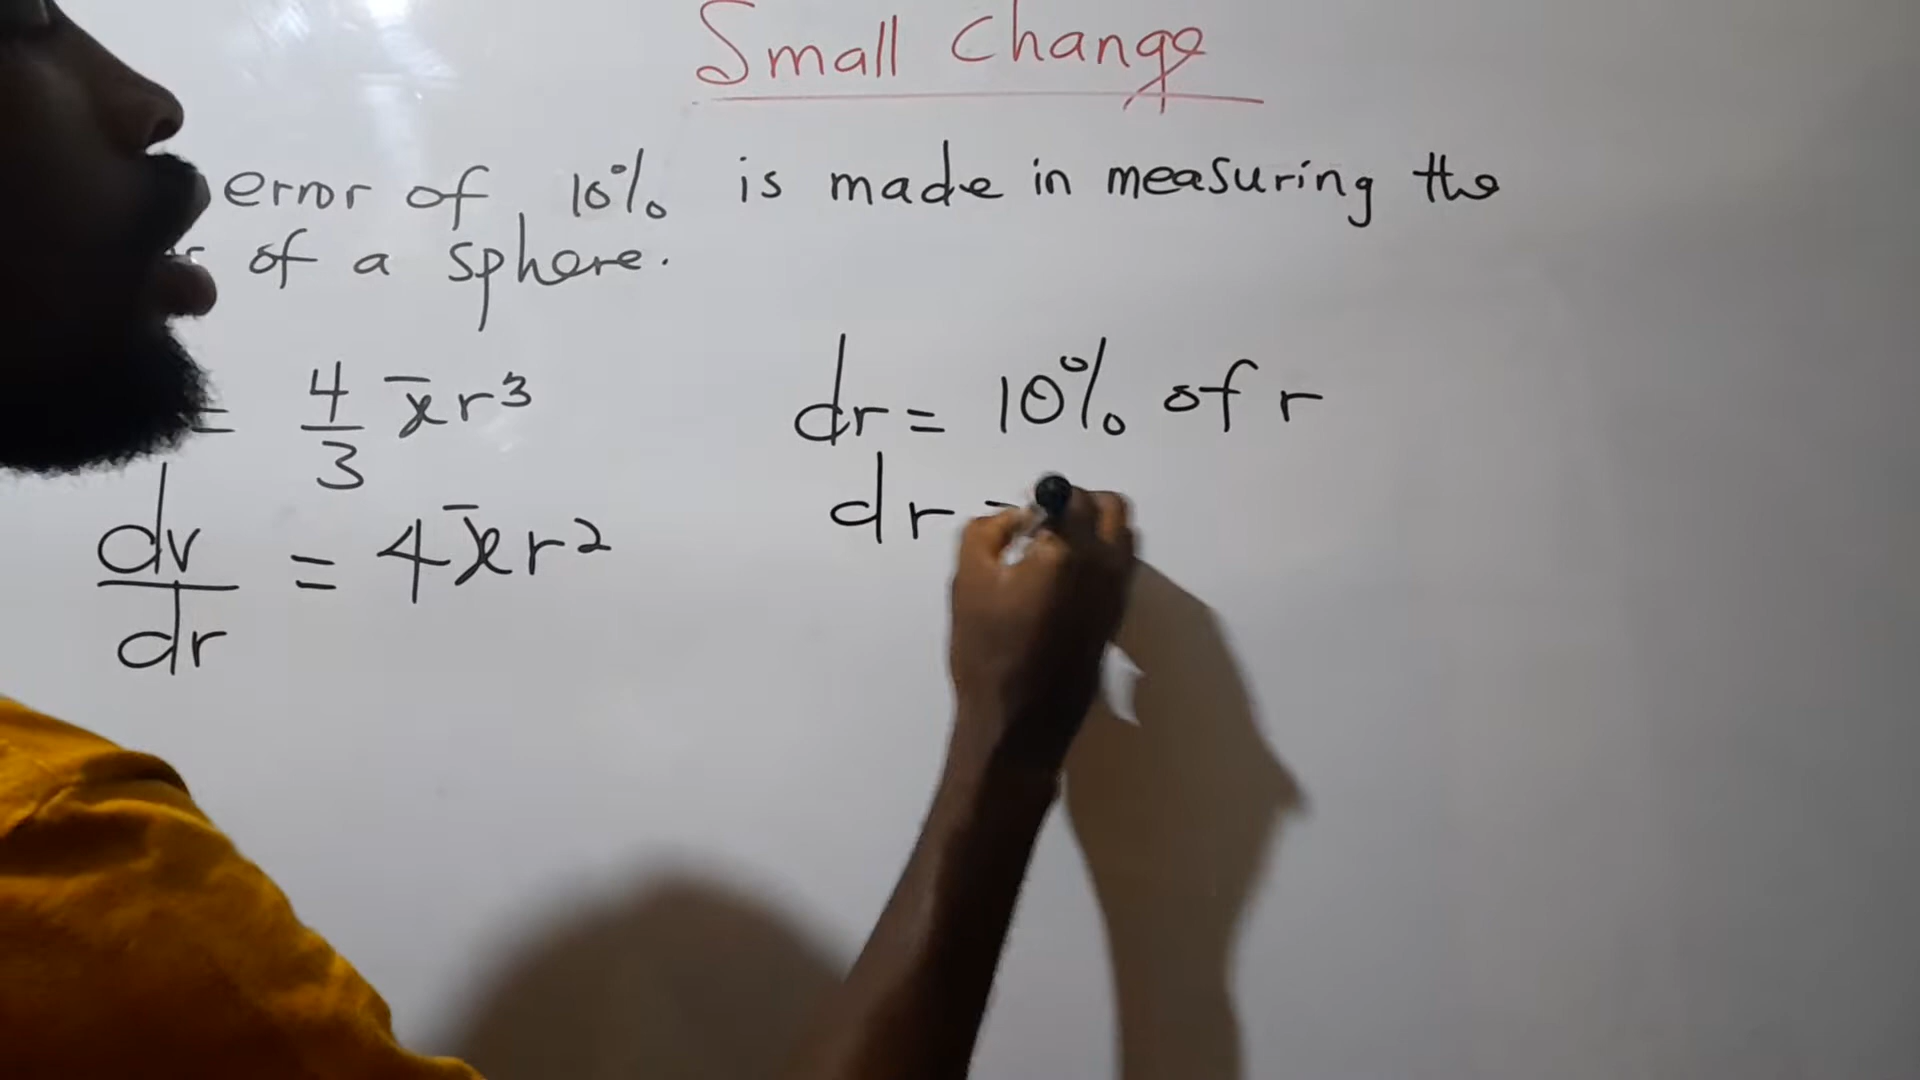 Small Change
error of 10% is made in measuring the
of a sphere.
= 4/3 πr³
dv/dr = 4πr²
dr = 10% of r
dr =